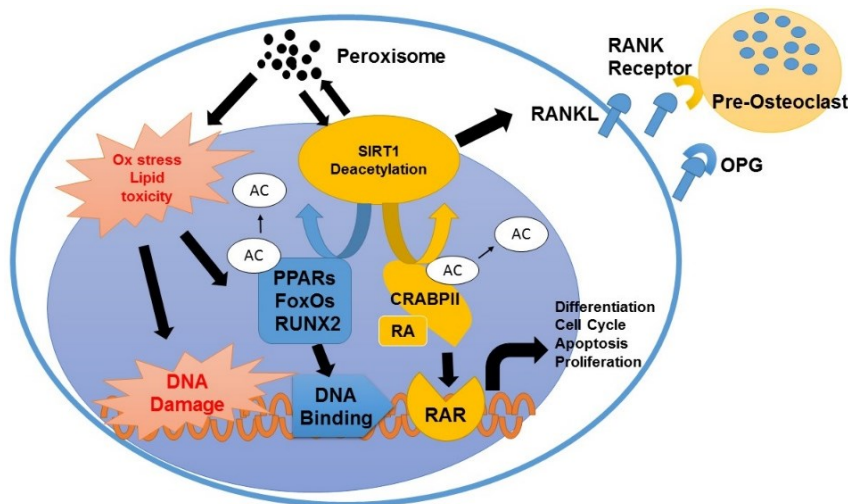 Peroxisome
RANK
Receptor
Pre-Osteoclast
RANKL
OPG
SIRT1
Deacetylation
Ox stress
Lipid
toxicity
AC
AC
AC
AC
PPARs
FoxOs
RUNX2
CRABPII
RA
Differentiation
Cell Cycle
Apoptosis
Proliferation
DNA
Damage
DNA
Binding
RAR